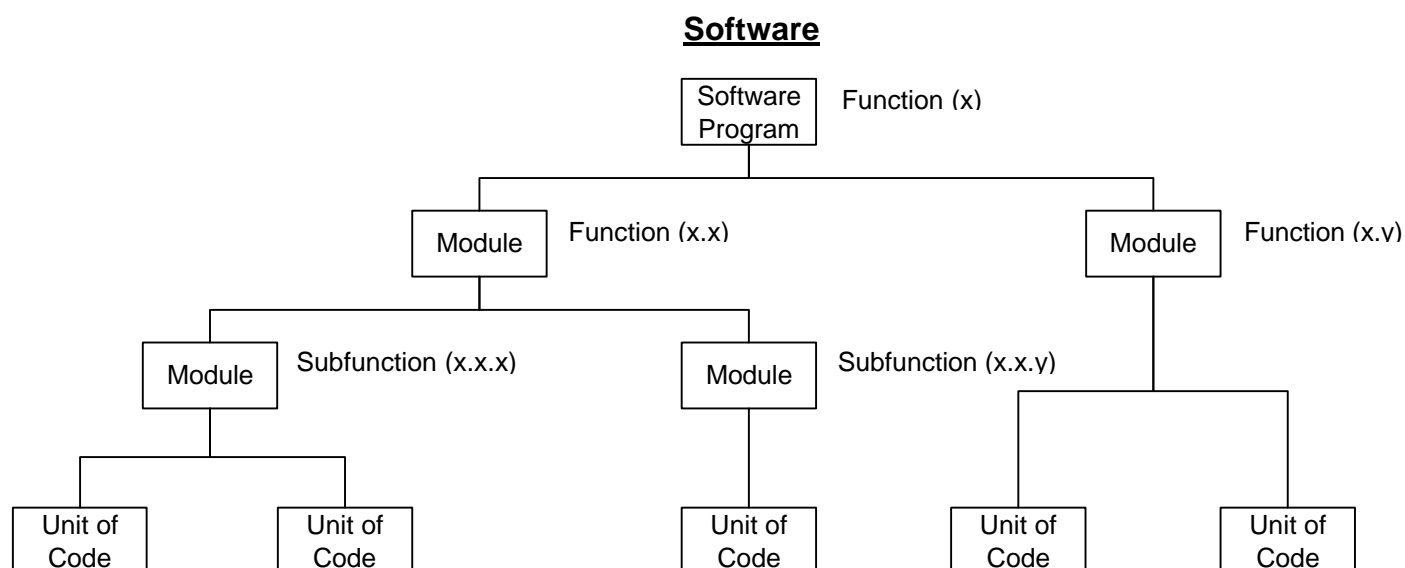 Software
Software
Program
Function (x)
Module
Function (x.x)
Module
Function (x.y)
Module
Subfunction (x.x.x)
Module
Subfunction (x.x.y)
Unit of
Code
Unit of
Code
Unit of
Code
Unit of
Code
Unit of
Code